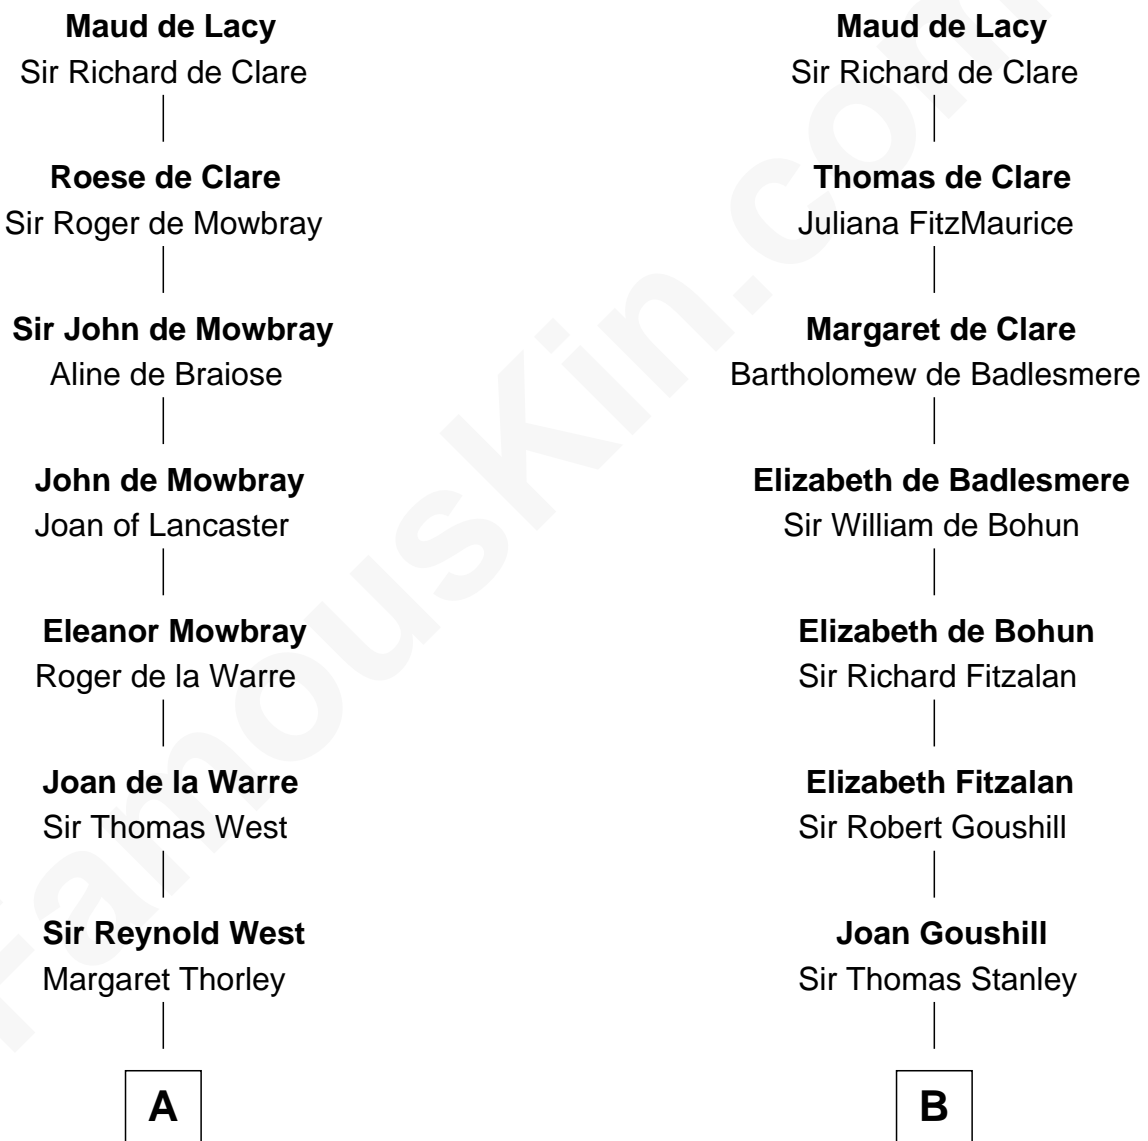 Maud de Lacy
Sir Richard de Clare
Roese de Clare
Sir Roger de Mowbray
Sir John de Mowbray
Aline de Braiose
John de Mowbray
Joan of Lancaster
Eleanor Mowbray
Roger de la Warre
Joan de la Warre
Sir Thomas West
Sir Reynold West
Margaret Thorley
A
Maud de Lacy
Sir Richard de Clare
Thomas de Clare
Juliana FitzMaurice
Margaret de Clare
Bartholomew de Badlesmere
Elizabeth de Badlesmere
Sir William de Bohun
Elizabeth de Bohun
Sir Richard Fitzalan
Elizabeth Fitzalan
Sir Robert Goushill
Joan Goushill
Sir Thomas Stanley
B
FamousKin.com